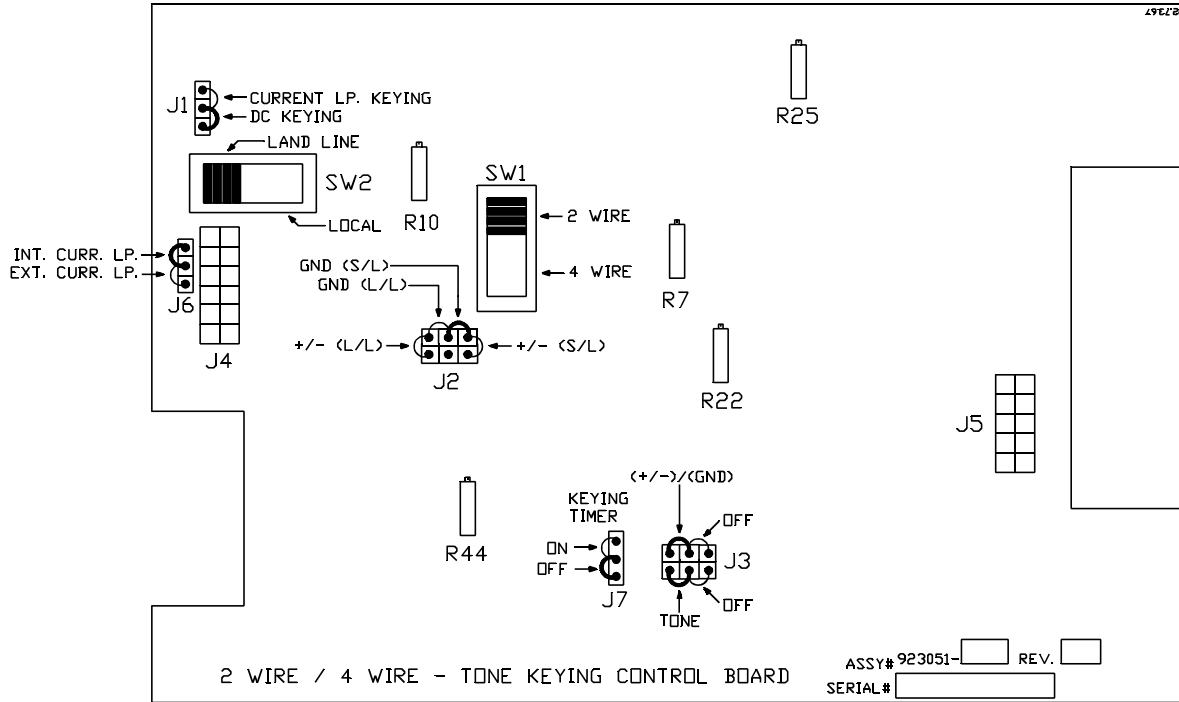 2.7367
CURRENT LP. KEYING
J1
DC KEYING
R25
LAND LINE
SW2
SW1
LOCAL
R10
2 WIRE
INT. CURR. LP.
EXT. CURR. LP.
GND (S/L)
GND (L/L)
4 WIRE
J6
R7
J4
+/- (L/L)
+/- (S/L)
J2
R22
J5
(+/-)/(GND)
KEYING
TIMER
OFF
R44
ON
OFF
J3
J7
OFF
TONE
2 WIRE / 4 WIRE - TONE KEYING CONTROL BOARD
ASSY# 923051-
REV.
SERIAL#